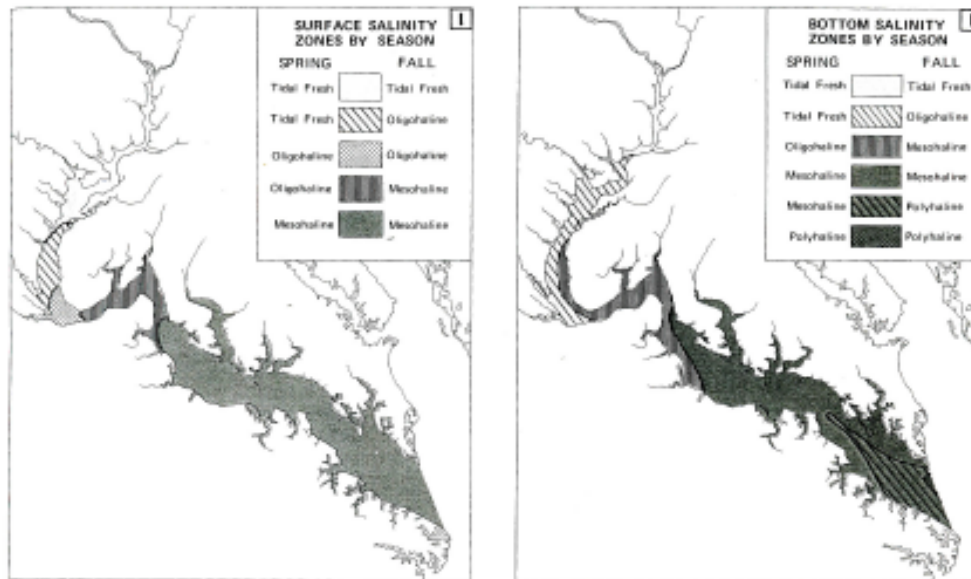 SURFACE SALINITY
ZONES BY SEASON
I
SPRING FALL
Tidal Fresh Tidal Fresh
Tidal Fresh Oligohaline
Oligohaline Oligohaline
Oligohaline Mesohaline
Mesohaline Mesohaline
BOTTOM SALINITY
ZONES BY SEASON
SPRING FALL
Tidal Fresh Tidal Fresh
Tidal Fresh Oligohaline
Oligohaline Mesohaline
Mesohaline Mesohaline
Mesohaline Polyhaline
Polyhaline Polyhaline